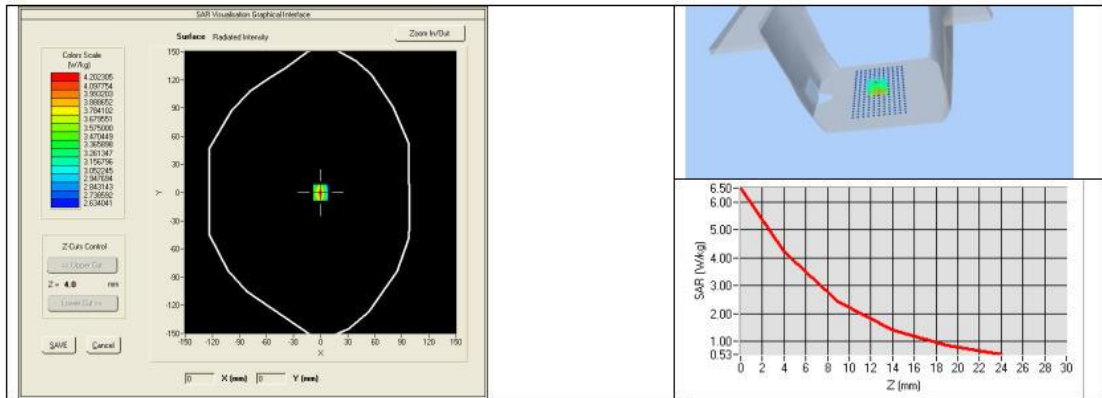 SAR Visualisation Graphical Interface
Surface Radiated Intensity
Zoom In/Out
Colors Scale
(W/kg)
4.202305
4.097754
3.993203
3.888652
3.784102
3.679551
3.575000
3.470449
3.365898
3.261347
3.156796
3.052245
2.947694
2.843143
2.738592
2.634041
Z-Cuts Control
<< Upper Cut
Z = 4.0 mm
Lower Cut >>
SAVE Cancel
150
120
90
60
30
0
-30
-60
-90
-120
-150
Y
-150 -120 -90 -60 -30 0 30 60 90 120 150
X
0 X (mm) 0 Y (mm)
6.50
6.00
5.00
4.00
3.00
2.00
1.00
0.53
SAR (W/kg)
0 2 4 6 8 10 12 14 16 18 20 22 24 26 28 30
Z (mm)